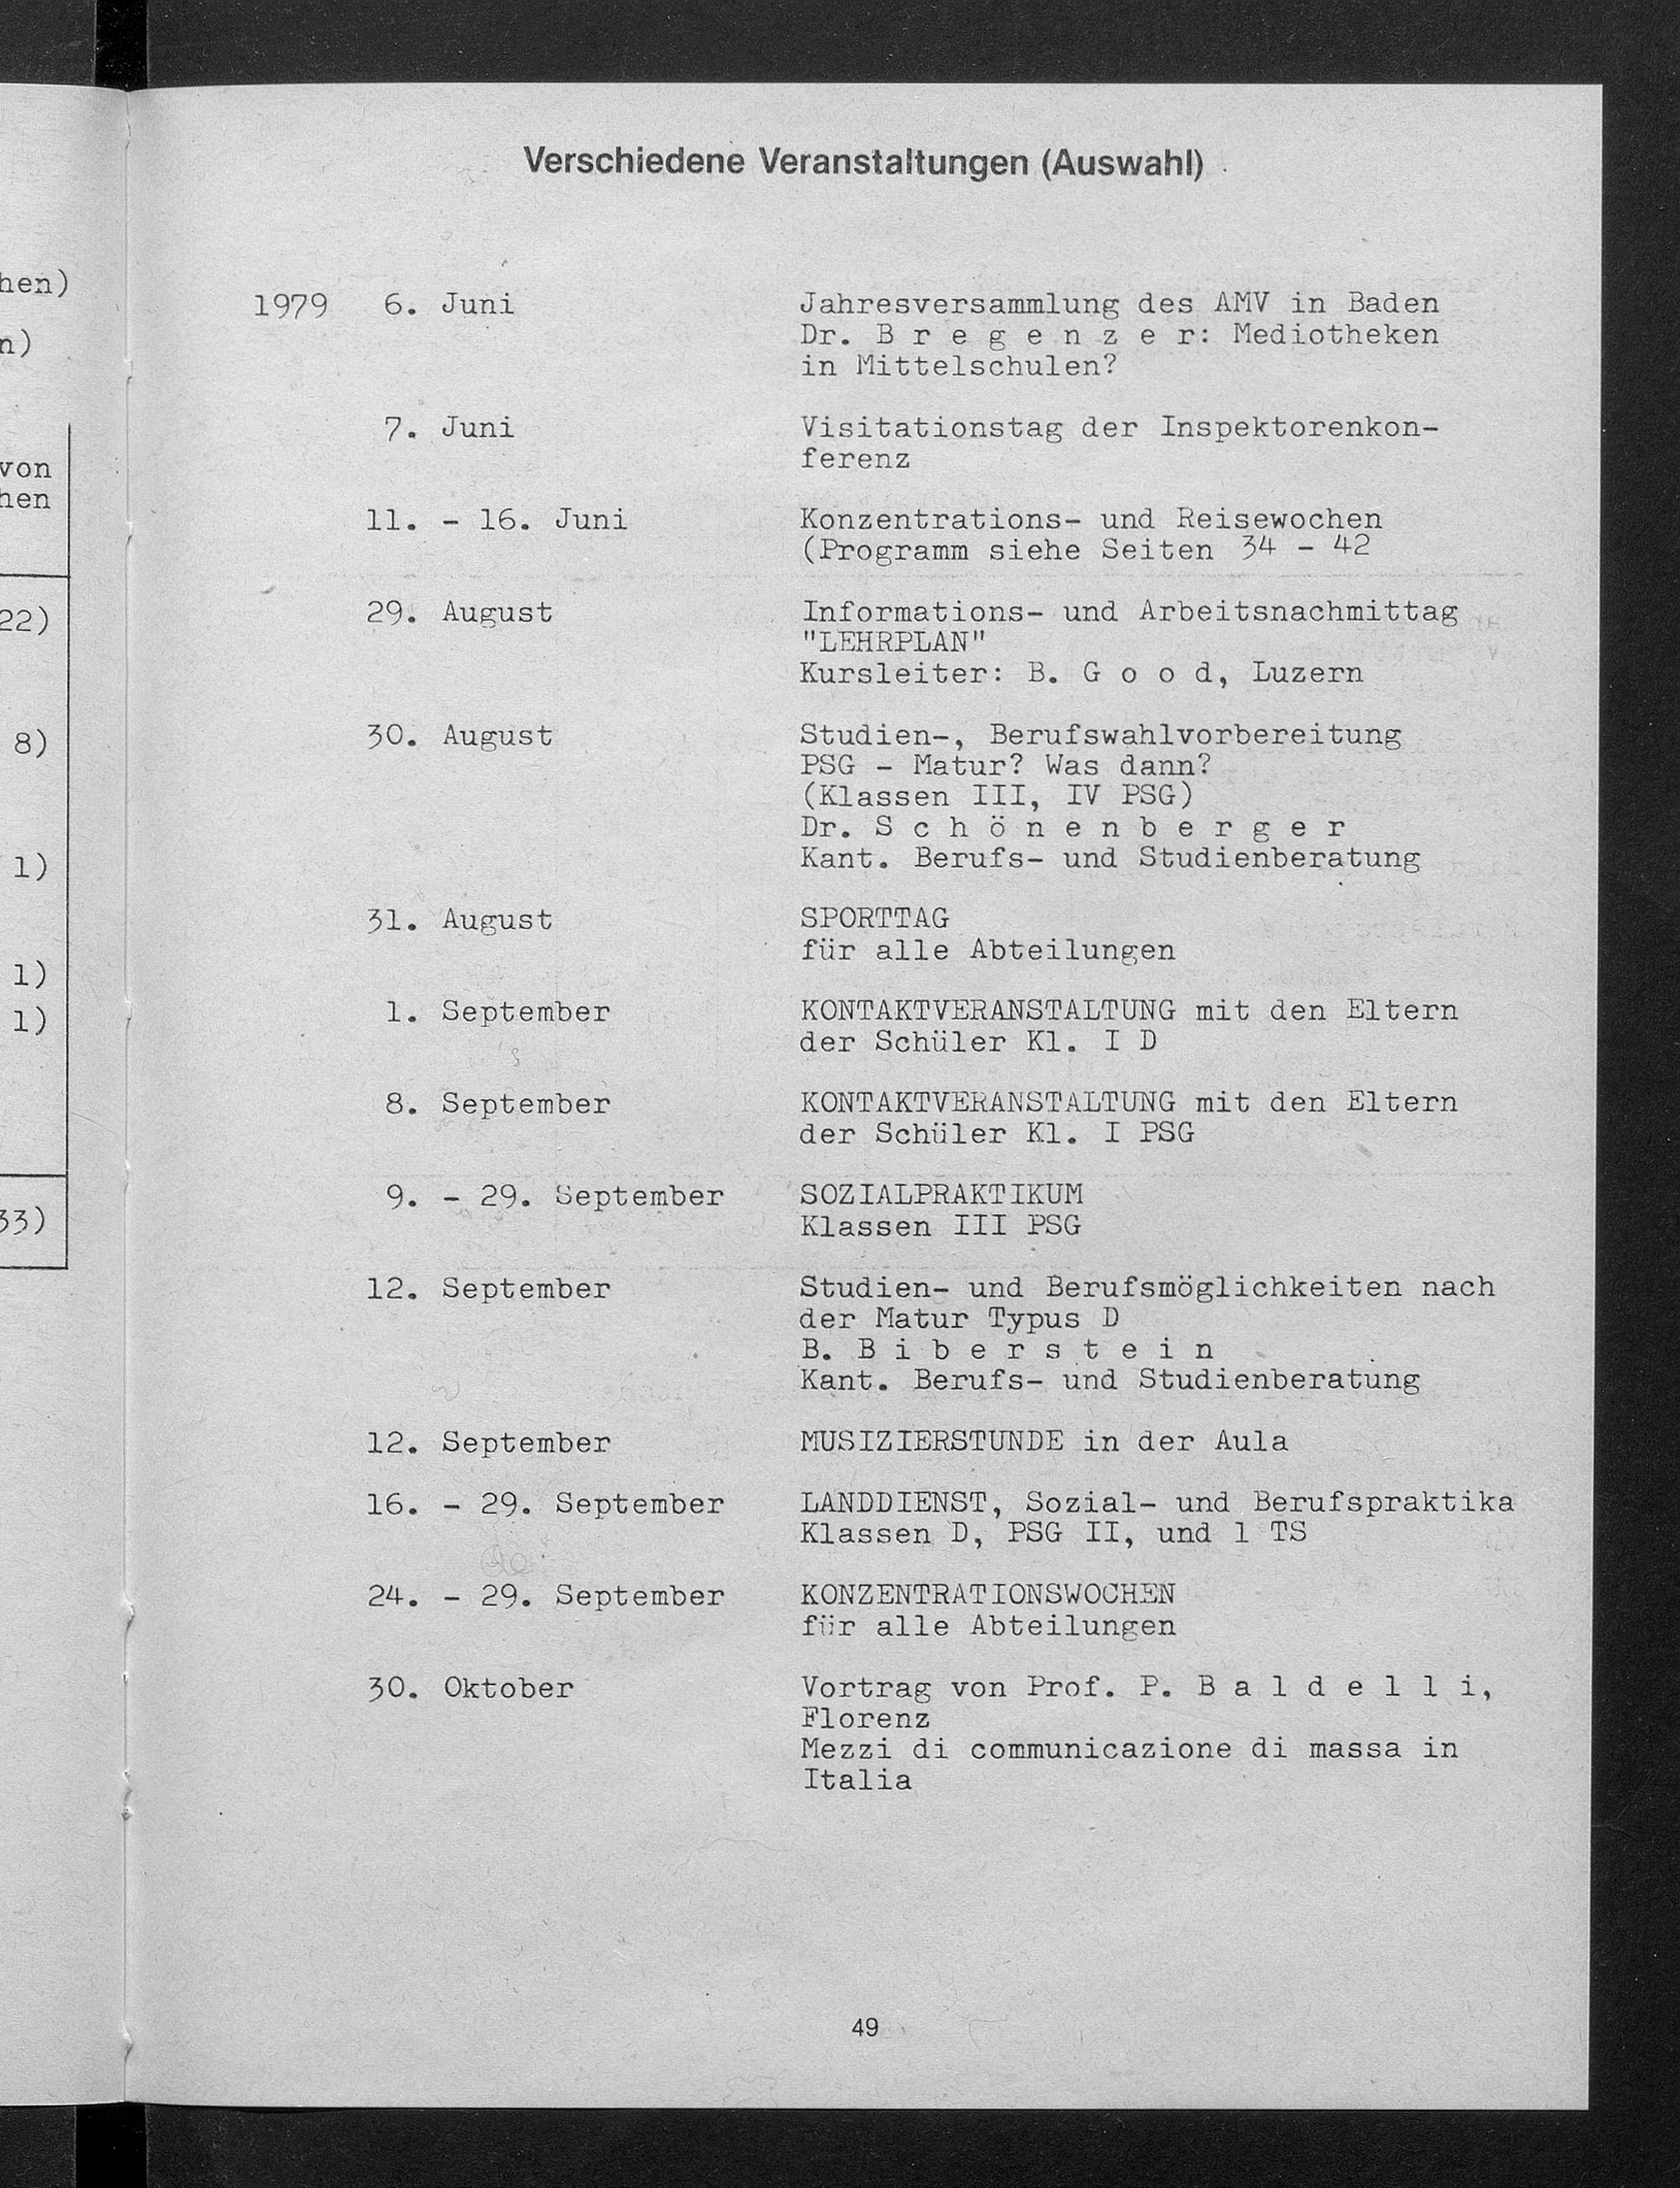 Verschiedene Veranstaltungen (Auswahl)
1979 6. Juni Jahresversammlung des AMV in Baden
Dr. B r e g e n z e r: Mediotheken
in Mittelschulen?
7. Juni Visitationstag der Inspektorenkon-
ferenz
11. - 16. Juni Konzentrations- und Reisewochen
(Programm siehe Seiten 34 - 42
29. August Informations- und Arbeitsnachmittag
"LEHRPLAN"
Kursleiter: B. G o o d, Luzern
30. August Studien-, Berufswahlvorbereitung
PSG - Matur? Was dann?
(Klassen III, IV PSG)
Dr. S c h ö n e n b e r g e r
Kant. Berufs- und Studienberatung
31. August SPORTTAG
für alle Abteilungen
1. September KONTAKTVERANSTALTUNG mit den Eltern
der Schüler Kl. I D
8. September KONTAKTVERANSTALTUNG mit den Eltern
der Schüler Kl. I PSG
9. - 29. September SOZIALPRAKTIKUM
Klassen III PSG
12. September Studien- und Berufsmöglichkeiten nach
der Matur Typus D
B. B i b e r s t e i n
Kant. Berufs- und Studienberatung
12. September MUSIZIERSTUNDE in der Aula
16. - 29. September LANDDIENST, Sozial- und Berufspraktika
Klassen D, PSG II, und 1 TS
24. - 29. September KONZENTRATIONSWOCHEN
für alle Abteilungen
30. Oktober Vortrag von Prof. P. B a l d e l l i,
Florenz
Mezzi di communicazione di massa in
Italia
49
hen)
n)
von
hen
22)
8)
1)
1)
1)
33)